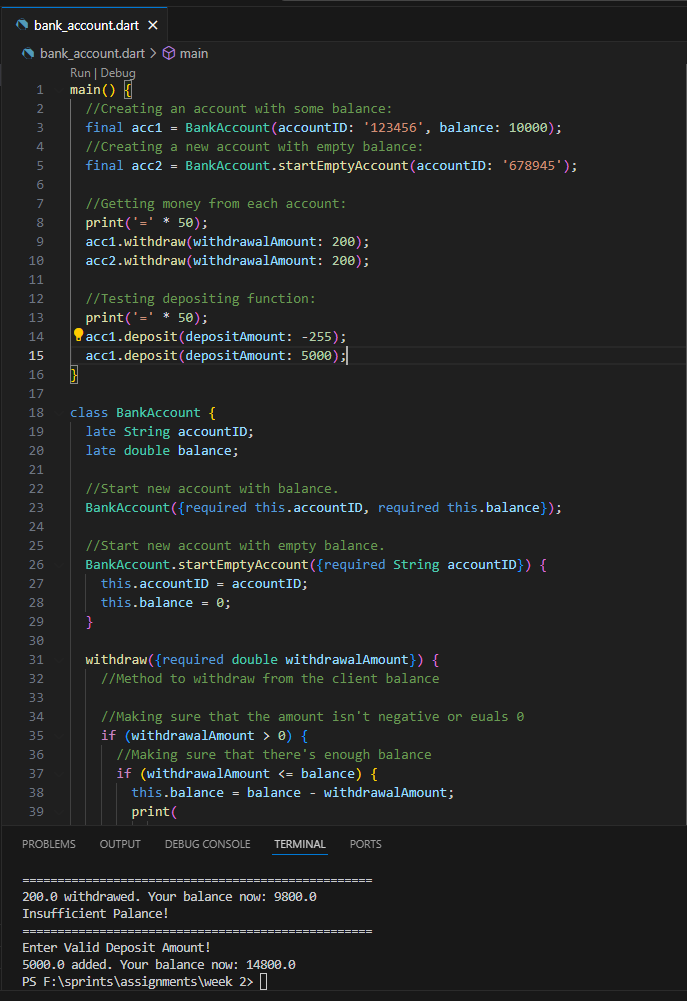 bank_account.dart ×
bank_account.dart > main
Run | Debug
1 main() {
2 //Creating an account with some balance:
3 final acc1 = BankAccount(accountID: '123456', balance: 10000);
4 //Creating a new account with empty balance:
5 final acc2 = BankAccount.startEmptyAccount(accountID: '678945');
6
7 //Getting money from each account:
8 print('=' * 50);
9 acc1.withdraw(withdrawalAmount: 200);
10 acc2.withdraw(withdrawalAmount: 200);
11
12 //Testing depositing function:
13 print('=' * 50);
14 acc1.deposit(depositAmount: -255);
15 acc1.deposit(depositAmount: 5000);
16 }
17
18 class BankAccount {
19 late String accountID;
20 late double balance;
21
22 //Start new account with balance.
23 BankAccount({required this.accountID, required this.balance});
24
25 //Start new account with empty balance.
26 BankAccount.startEmptyAccount({required String accountID}) {
27 this.accountID = accountID;
28 this.balance = 0;
29 }
30
31 withdraw({required double withdrawalAmount}) {
32 //Method to withdraw from the client balance
33
34 //Making sure that the amount isn't negative or euals 0
35 if (withdrawalAmount > 0) {
36 //Making sure that there's enough balance
37 if (withdrawalAmount <= balance) {
38 this.balance = balance - withdrawalAmount;
39 print(
PROBLEMS OUTPUT DEBUG CONSOLE TERMINAL PORTS
==================================================
200.0 withdrawed. Your balance now: 9800.0
Insufficient Palance!
==================================================
Enter Valid Deposit Amount!
5000.0 added. Your balance now: 14800.0
PS F:\sprints\assignments\week 2>